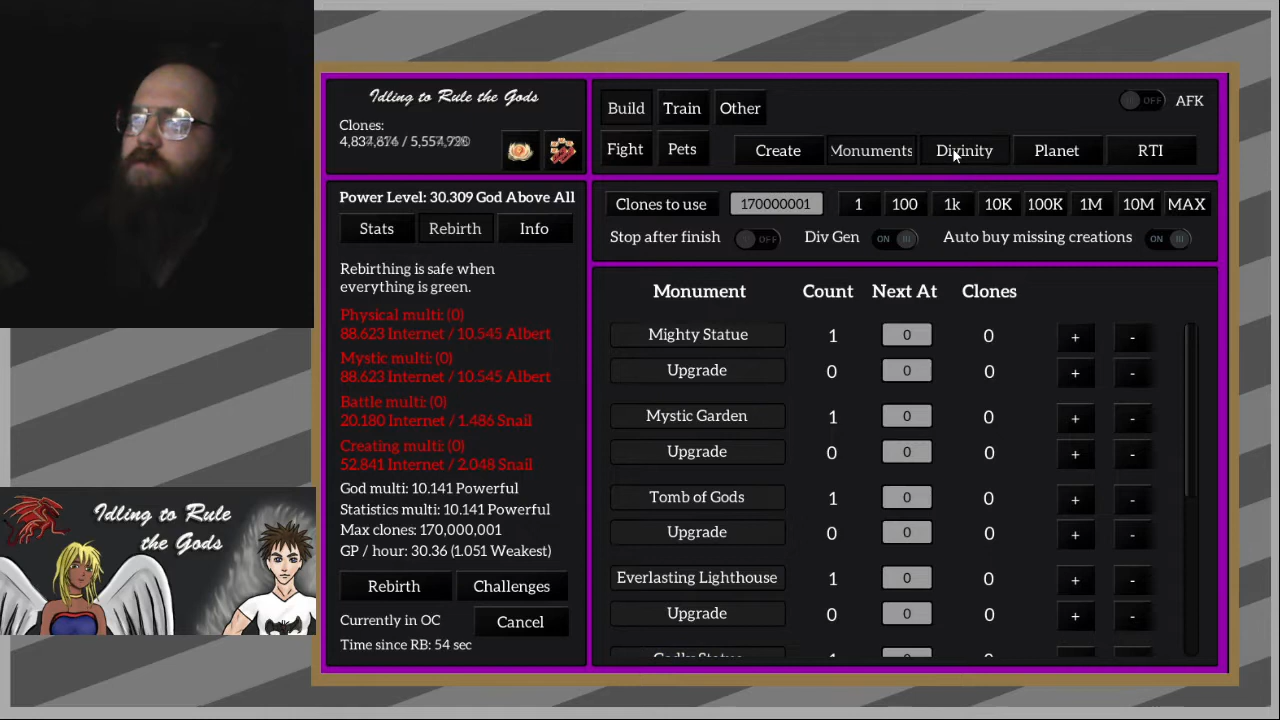 Idling to Rule the Gods
Clones:
Build
Train
Other
OFF
AFK
Fight
Pets
Create
Monuments
Divinity
Planet
RTI
Power Level: 30.309 God Above All
Stats
Rebirth
Info
Rebirthing is safe when
everything is green.
Physical multi: (0)
88.623 Internet / 10.545 Albert
Mystic multi: (0)
88.623 Internet / 10.545 Albert
Battle multi: (0)
20.180 Internet / 1.486 Snail
Creating multi: (0)
52.841 Internet / 2.048 Snail
God multi: 10.141 Powerful
Statistics multi: 10.141 Powerful
Max clones: 170,000,001
GP / hour: 30.36 (1.051 Weakest)
Rebirth
Challenges
Currently in OC
Cancel
Time since RB: 54 sec
Clones to use
170000001
1
100
1k
10K
100K
1M
10M
MAX
Stop after finish
OFF
Div Gen
ON
Auto buy missing creations
ON
Monument
Count
Next At
Clones
Mighty Statue
1
0
0
+
-
Upgrade
0
0
0
+
-
Mystic Garden
1
0
0
+
-
Upgrade
0
0
0
+
-
Tomb of Gods
1
0
0
+
-
Upgrade
0
0
0
+
-
Everlasting Lighthouse
1
0
0
+
-
Upgrade
0
0
0
+
-
Idling to Rule
the Gods